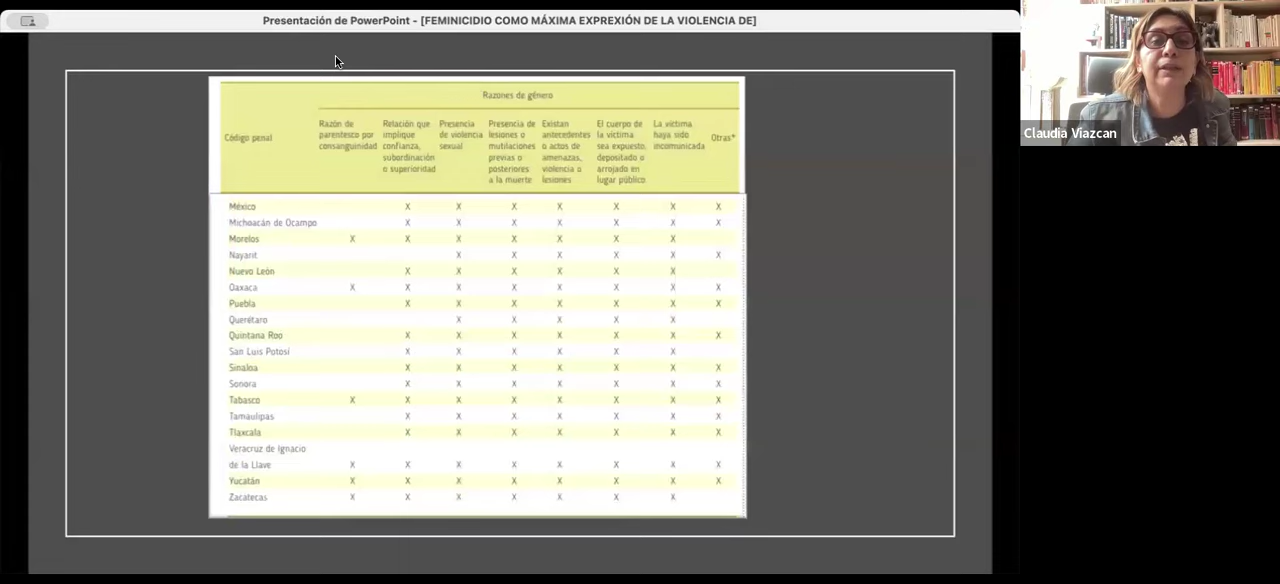 Presentación de PowerPoint - [FEMINICIDIO COMO MÁXIMA EXPREXIÓN DE LA VIOLENCIA DE]
Claudia Viazcan
Razones de género
Código penal
Razón de
parentesco por
consanguinidad
Relación que
implique
confianza,
subordinación
o superioridad
Presencia
de violencia
sexual
Presencia de
lesiones o
mutilaciones
previas o
posteriores
a la muerte
Existan
antecedentes
o actos de
amenazas,
violencia o
lesiones
El cuerpo de
la víctima
sea expuesto,
depositado o
arrojado en
lugar público
La víctima
haya sido
incomunicada
Otras*
México X X X X X X X
Michoacán de Ocampo X X X X X X X
Morelos X X X X X X X
Nayarit X X X X X X
Nuevo León X X X X X X
Oaxaca X X X X X X X X
Puebla X X X X X X X
Querétaro X X X X X
Quintana Roo X X X X X X X
San Luis Potosí X X X X X X
Sinaloa X X X X X X X
Sonora X X X X X X X
Tabasco X X X X X X X X
Tamaulipas X X X X X X X
Tlaxcala X X X X X X X
Veracruz de Ignacio
de la Llave X X X X X X X X
Yucatán X X X X X X X X
Zacatecas X X X X X X X